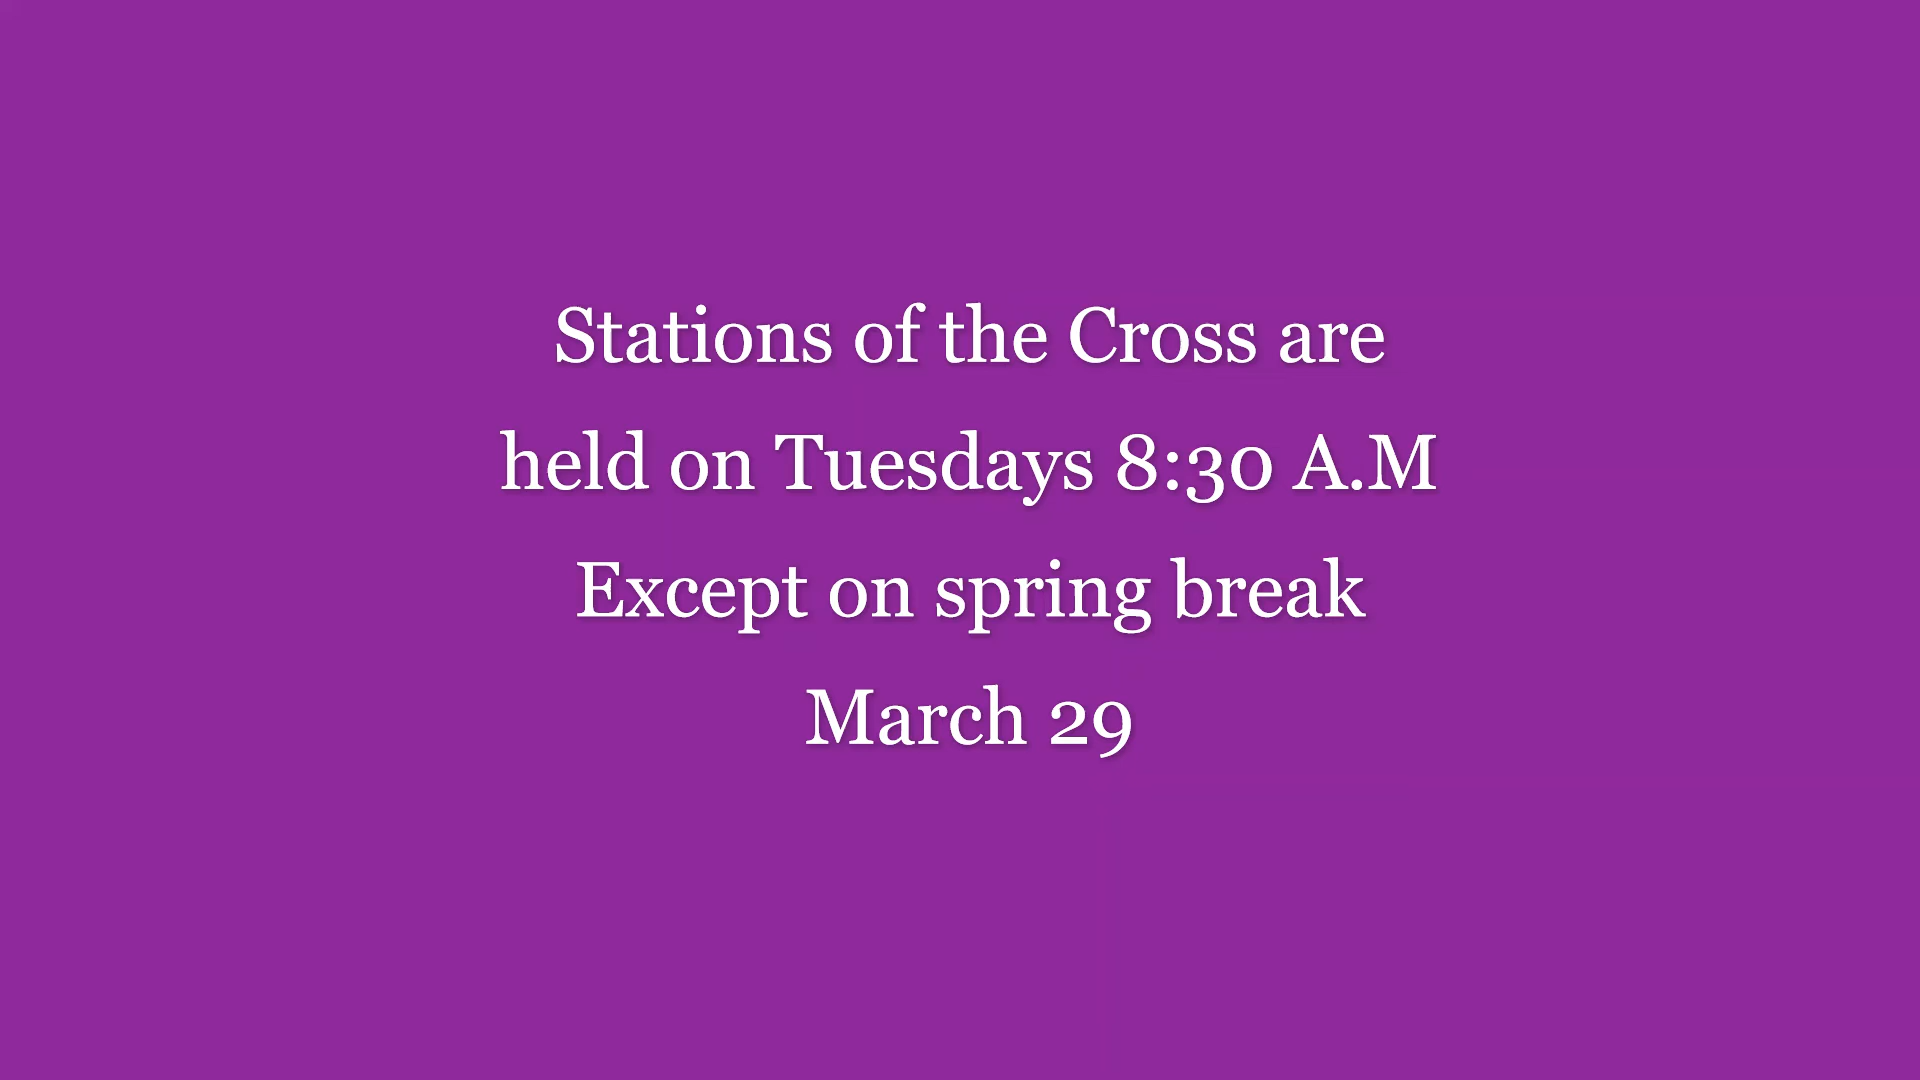 Stations of the Cross are
held on Tuesdays 8:30 A.M
Except on spring break
March 29